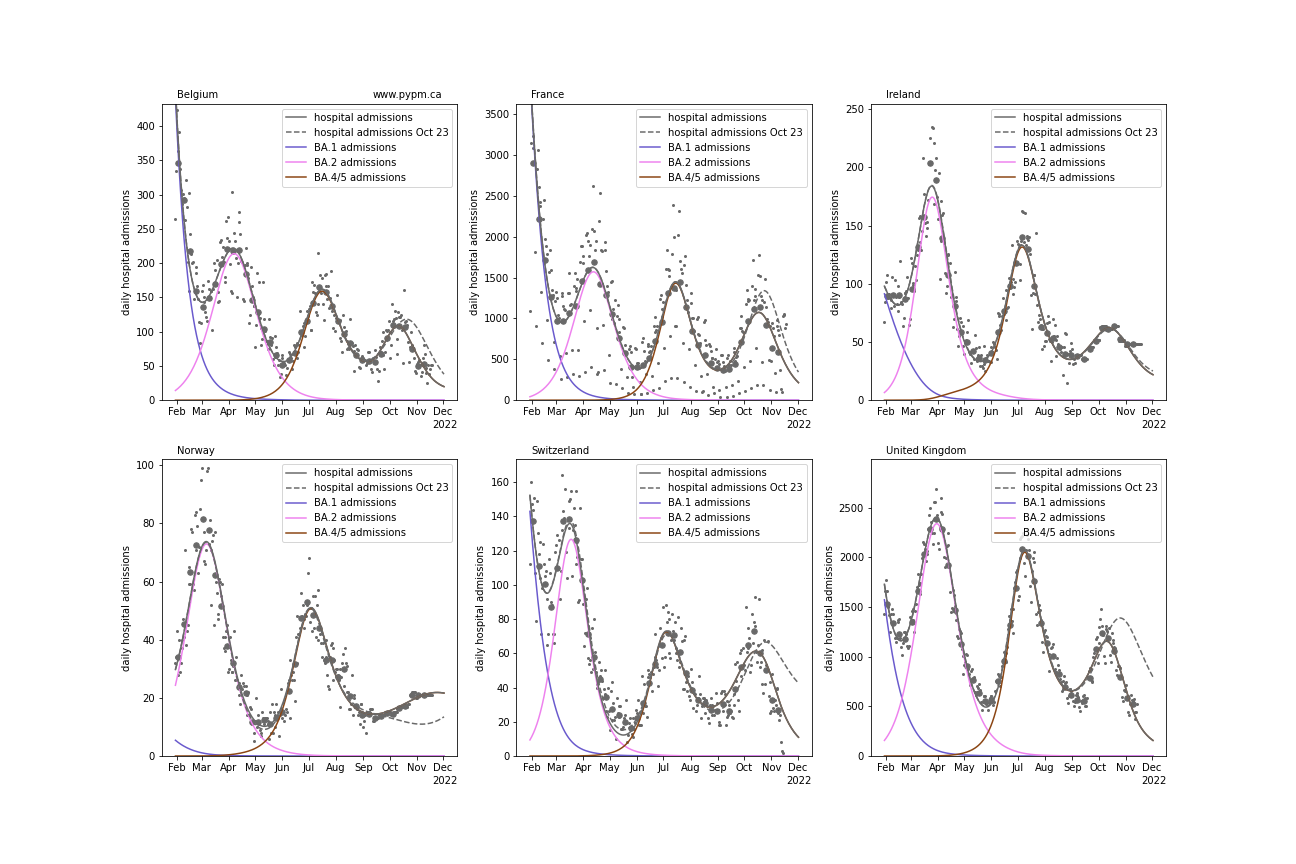 Belgium www.pypm.ca
daily hospital admissions
400
350
300
250
200
150
100
50
0
hospital admissions
hospital admissions Oct 23
BA.1 admissions
BA.2 admissions
BA.4/5 admissions
Feb Mar Apr May Jun Jul Aug Sep Oct Nov Dec
2022
France
daily hospital admissions
3500
3000
2500
2000
1500
1000
500
0
hospital admissions
hospital admissions Oct 23
BA.1 admissions
BA.2 admissions
BA.4/5 admissions
Feb Mar Apr May Jun Jul Aug Sep Oct Nov Dec
2022
Ireland
daily hospital admissions
250
200
150
100
50
0
hospital admissions
hospital admissions Oct 23
BA.1 admissions
BA.2 admissions
BA.4/5 admissions
Feb Mar Apr May Jun Jul Aug Sep Oct Nov Dec
2022
Norway
daily hospital admissions
100
80
60
40
20
0
hospital admissions
hospital admissions Oct 23
BA.1 admissions
BA.2 admissions
BA.4/5 admissions
Feb Mar Apr May Jun Jul Aug Sep Oct Nov Dec
2022
Switzerland
daily hospital admissions
160
140
120
100
80
60
40
20
0
hospital admissions
hospital admissions Oct 23
BA.1 admissions
BA.2 admissions
BA.4/5 admissions
Feb Mar Apr May Jun Jul Aug Sep Oct Nov Dec
2022
United Kingdom
daily hospital admissions
2500
2000
1500
1000
500
0
hospital admissions
hospital admissions Oct 23
BA.1 admissions
BA.2 admissions
BA.4/5 admissions
Feb Mar Apr May Jun Jul Aug Sep Oct Nov Dec
2022